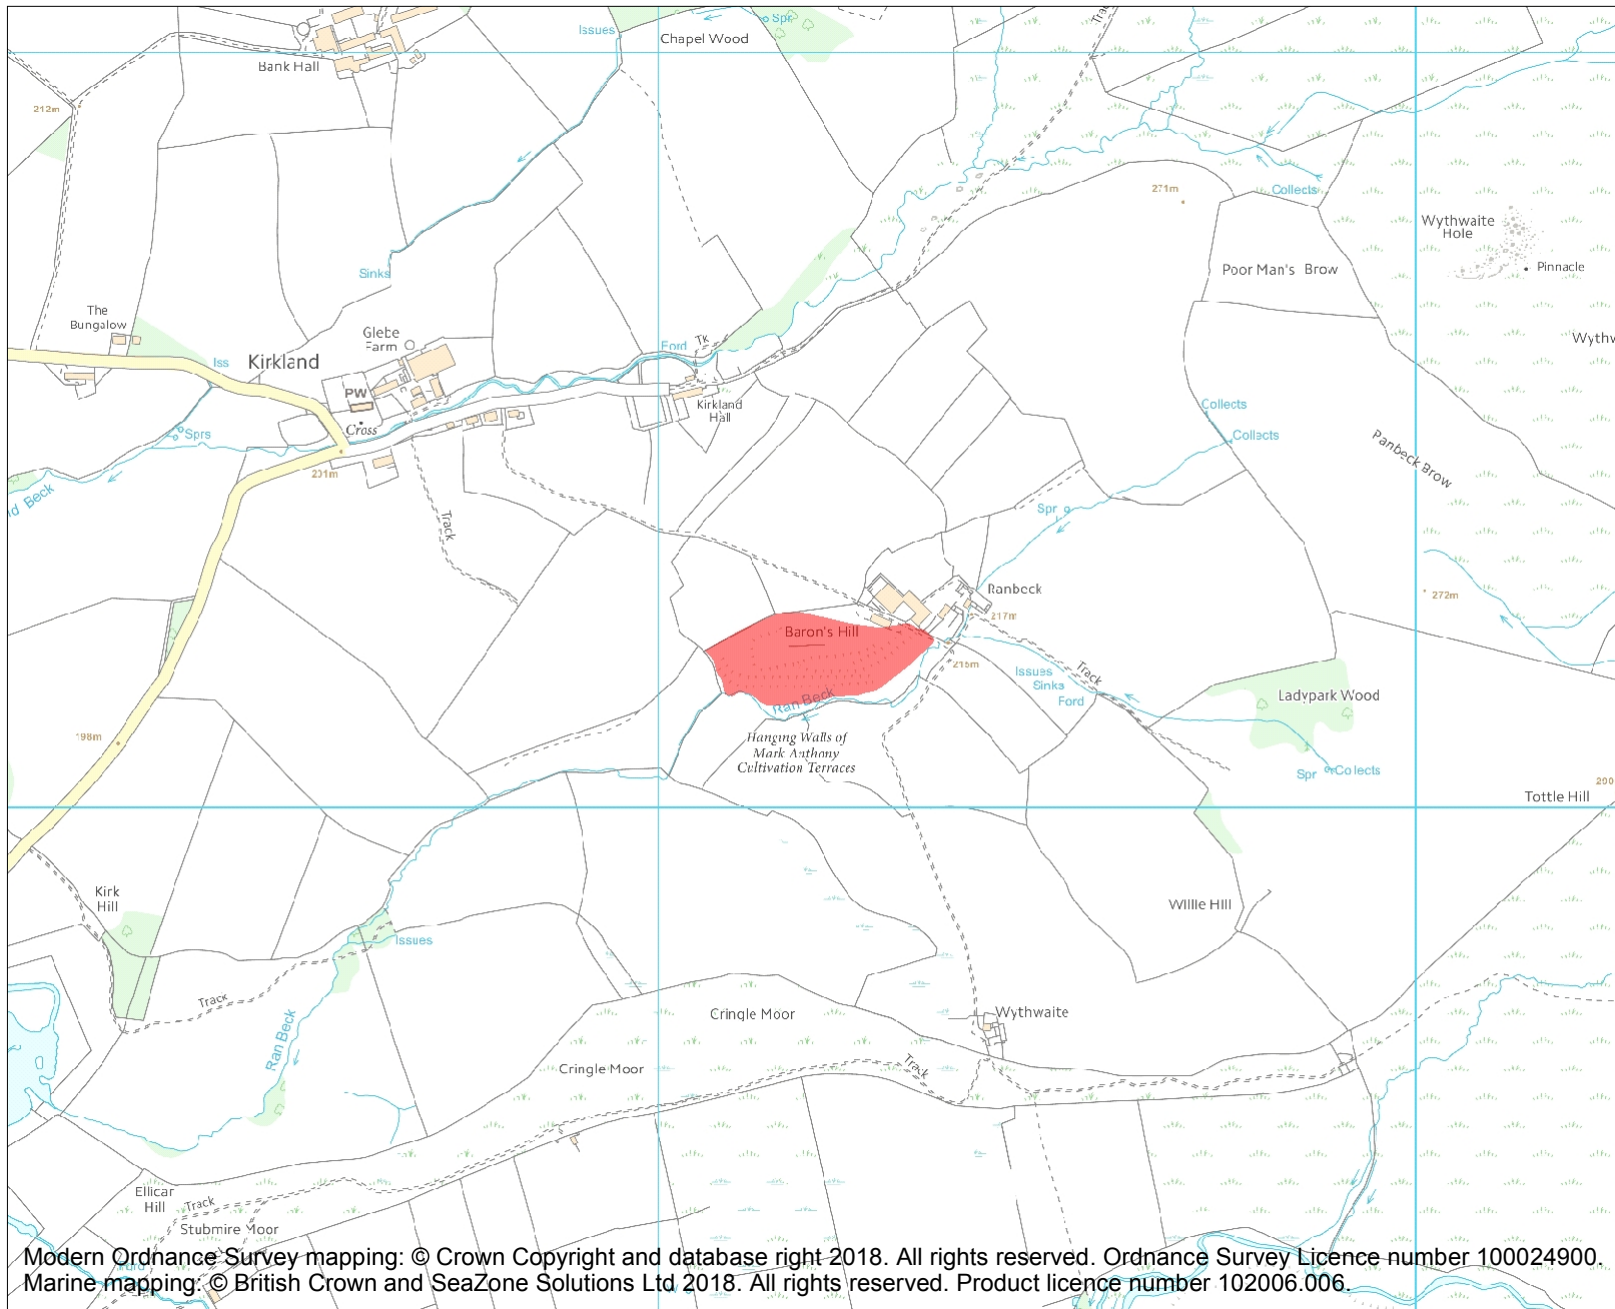 Issues
Spr
Chapel Wood
Bank Hall
212m
Collects
271m
Wythwaite
Hole
Pinnacle
Poor Man's Brow
Sinks
The
Bungalow
Glebe
Farm
Iss
Kirkland
Ford
Tk
PW
Cross
Kirkland
Hall
Collects
Collects
Sprs
201m
Ranbeck Brow
Beck
Track
Spr
Ranbeck
217m
272m
Baron's Hill
215m
Issues
Sinks
Ford
Track
Ladypark Wood
Ran Beck
198m
Hanging Walls of
Mark Anthony
Cultivation Terraces
Spr
Collects
290
Tottle Hill
Kirk
Hill
Willie Hill
Issues
Track
Ran Beck
Cringle Moor
Wythwaite
Cringle Moor
Track
Ellicar
Hill
Track
Stubmire Moor
Modern Ordnance Survey mapping: © Crown Copyright and database right 2018. All rights reserved. Ordnance Survey Licence number 100024900.
Marine mapping: © British Crown and SeaZone Solutions Ltd 2018. All rights reserved. Product licence number 102006.006.